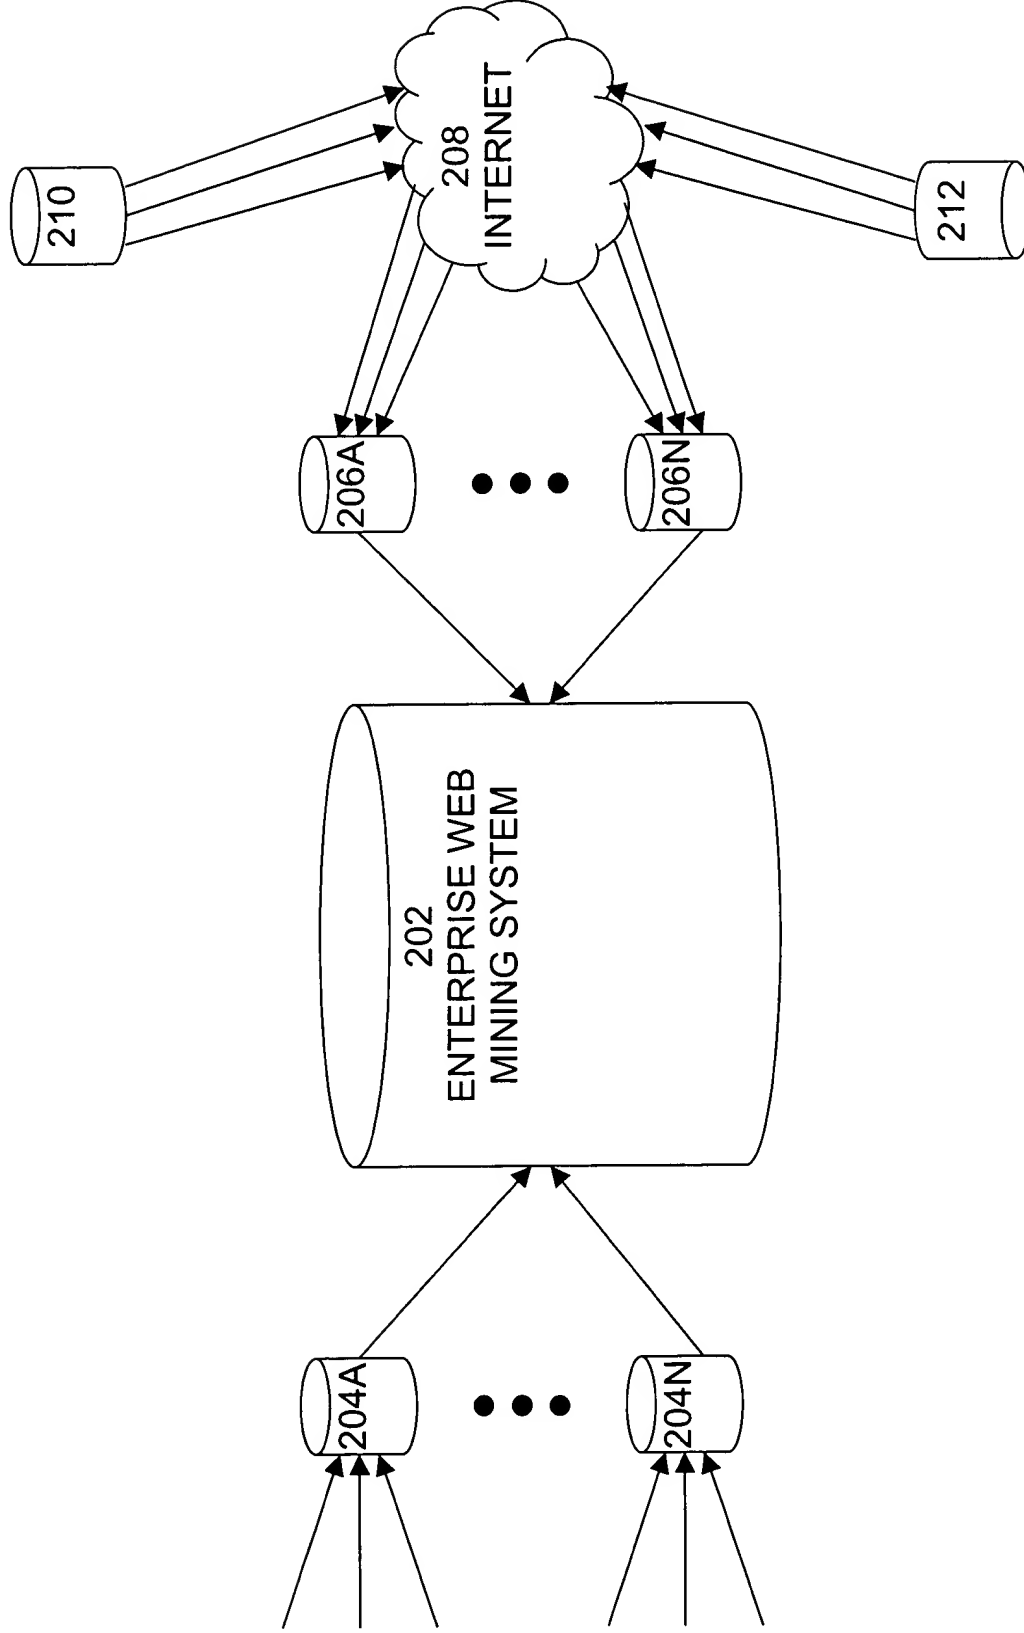 210
208
INTERNET
212
206A
206N
202
ENTERPRISE WEB
MINING SYSTEM
204A
204N